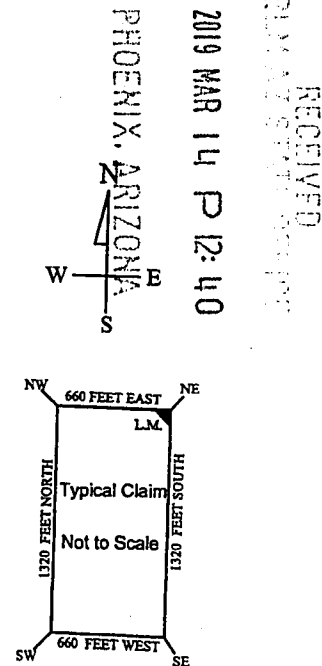 RECEIVED
2019 MAR 14 P 12: 40
PHOENIX, ARIZONA
N
W E
S
NW 660 FEET EAST NE
L.M.
1320 FEET NORTH
Typical Claim
Not to Scale
1320 FEET SOUTH
SW 660 FEET WEST SE